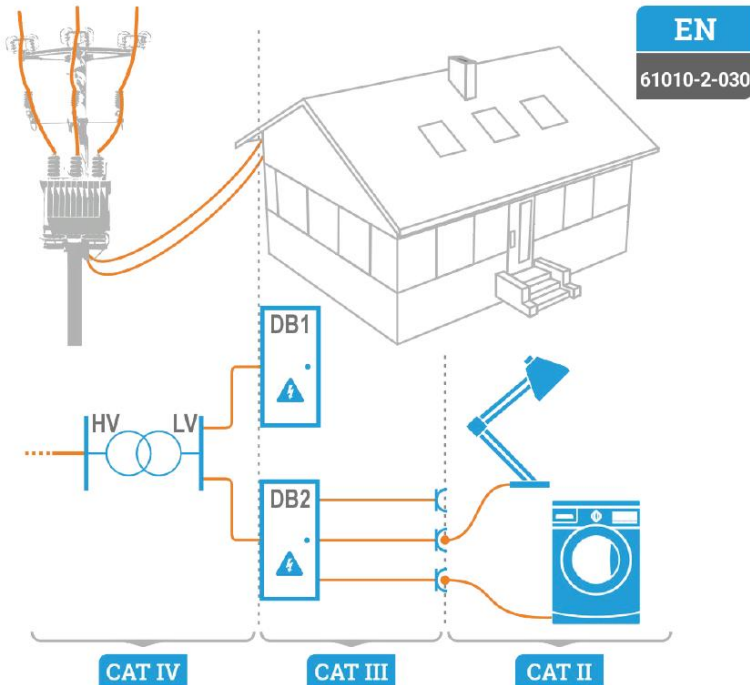 EN
61010-2-030
DB1
HV
LV
DB2
CAT IV
CAT III
CAT II